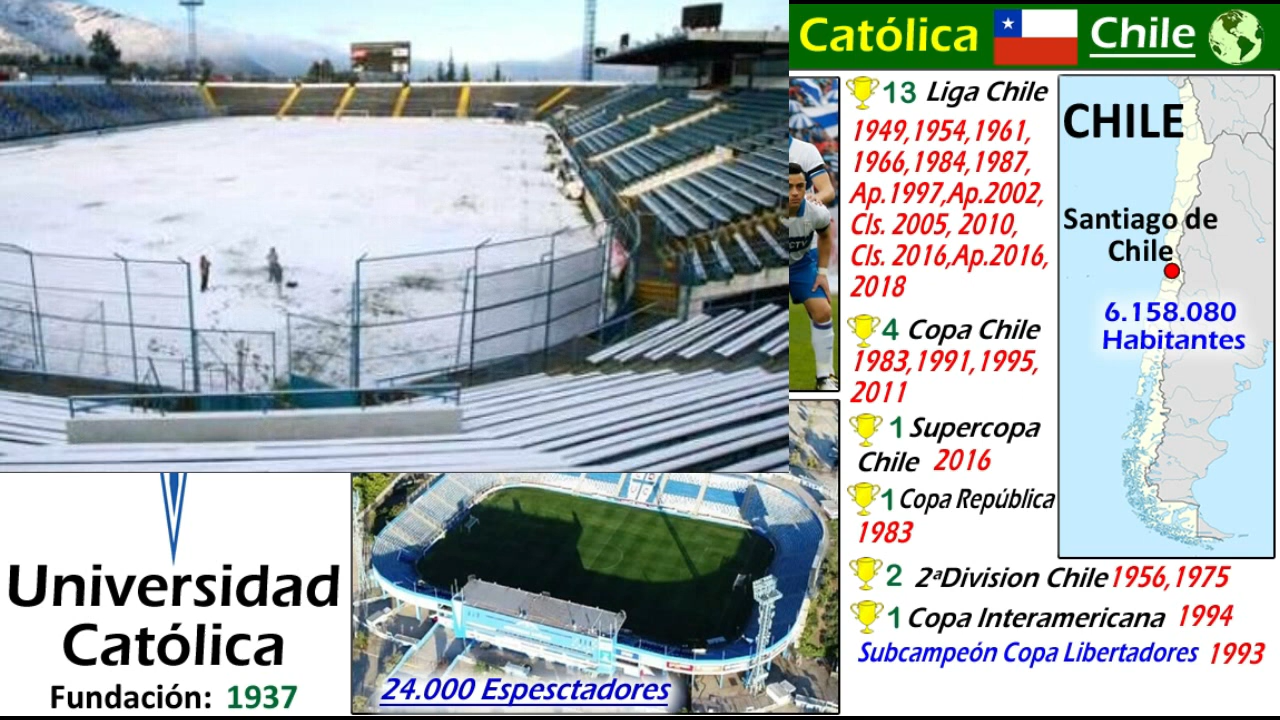 Católica Chile
13 Liga Chile
1949,1954,1961,
1966,1984,1987,
Ap.1997,Ap.2002,
Cls. 2005, 2010,
Cls. 2016,Ap.2016,
2018
4 Copa Chile
1983,1991,1995,
2011
1 Supercopa
Chile 2016
1 Copa República
1983
2 2ªDivision Chile 1956,1975
1 Copa Interamericana 1994
Subcampeón Copa Libertadores 1993
CHILE
Santiago de
Chile
6.158.080
Habitantes
Universidad
Católica
Fundación: 1937
24.000 Espesctadores